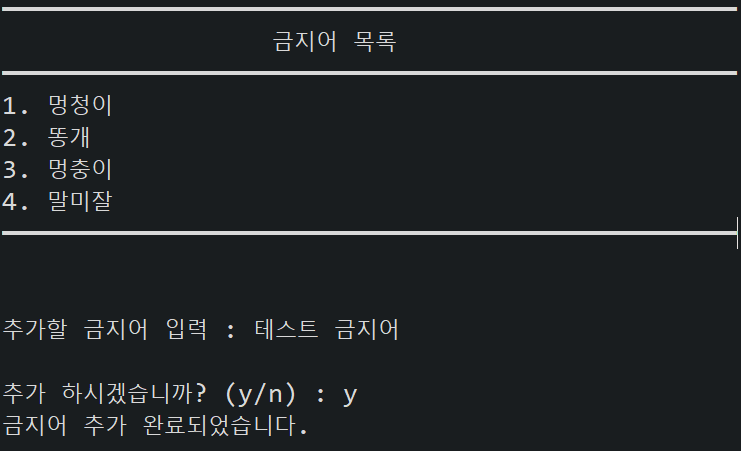 금지어 목록
1. 멍청이
2. 똥개
3. 멍충이
4. 말미잘
추가할 금지어 입력 : 테스트 금지어
추가 하시겠습니까? (y/n) : y
금지어 추가 완료되었습니다.